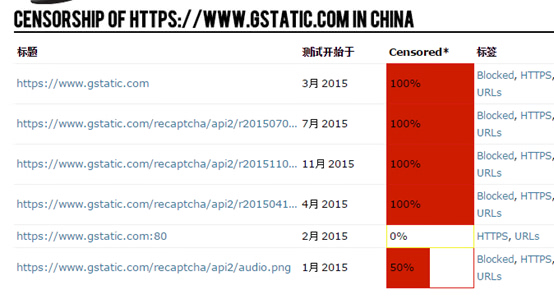 CENSORSHIP OF HTTPS://WWW.GSTATIC.COM IN CHINA
标题 测试开始于 Censored* 标签
https://www.gstatic.com 3月 2015 100% Blocked, HTTPS,
URLs
https://www.gstatic.com/recaptcha/api2/r2015070... 7月 2015 100% Blocked, HTTPS,
URLs
https://www.gstatic.com/recaptcha/api2/r2015110... 11月 2015 100% Blocked, HTTPS,
URLs
https://www.gstatic.com/recaptcha/api2/r2015041... 4月 2015 100% Blocked, HTTPS,
URLs
https://www.gstatic.com:80 2月 2015 0% HTTPS, URLs
https://www.gstatic.com/recaptcha/api2/audio.png 1月 2015 50% Blocked, HTTPS,
URLs